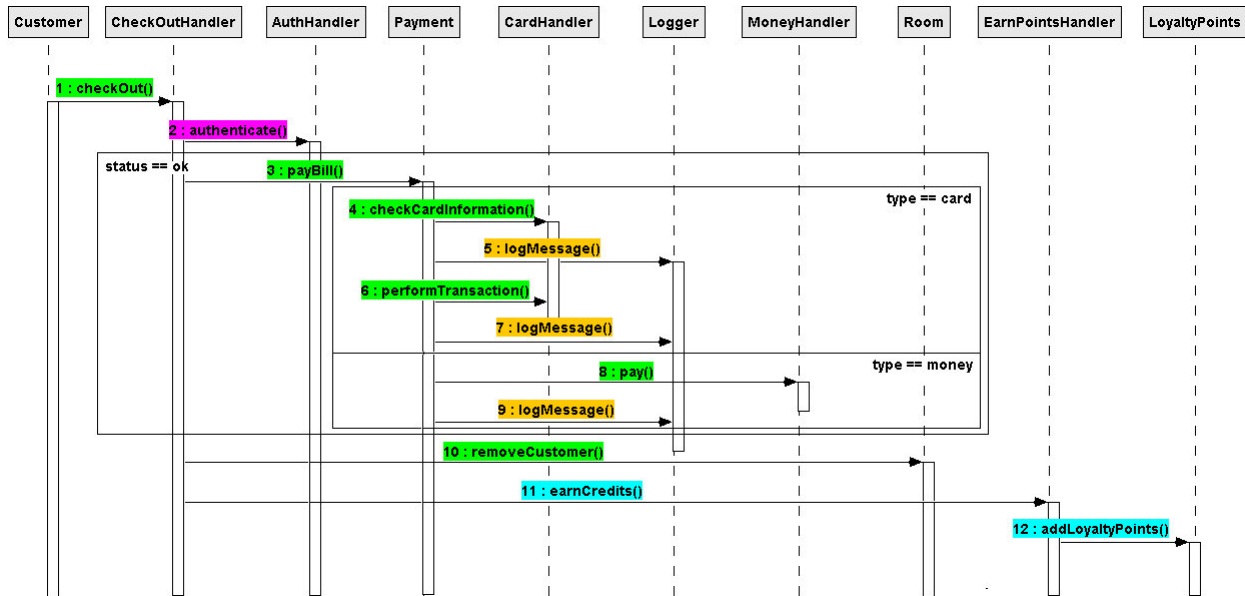 Customer
CheckOutHandler
AuthHandler
Payment
CardHandler
Logger
MoneyHandler
Room
EarnPointsHandler
LoyaltyPoints
1 : checkOut()
2 : authenticate()
status == ok
3 : payBill()
type == card
4 : checkCardInformation()
5 : logMessage()
6 : performTransaction()
7 : logMessage()
type == money
8 : pay()
9 : logMessage()
10 : removeCustomer()
11 : earnCredits()
12 : addLoyaltyPoints()